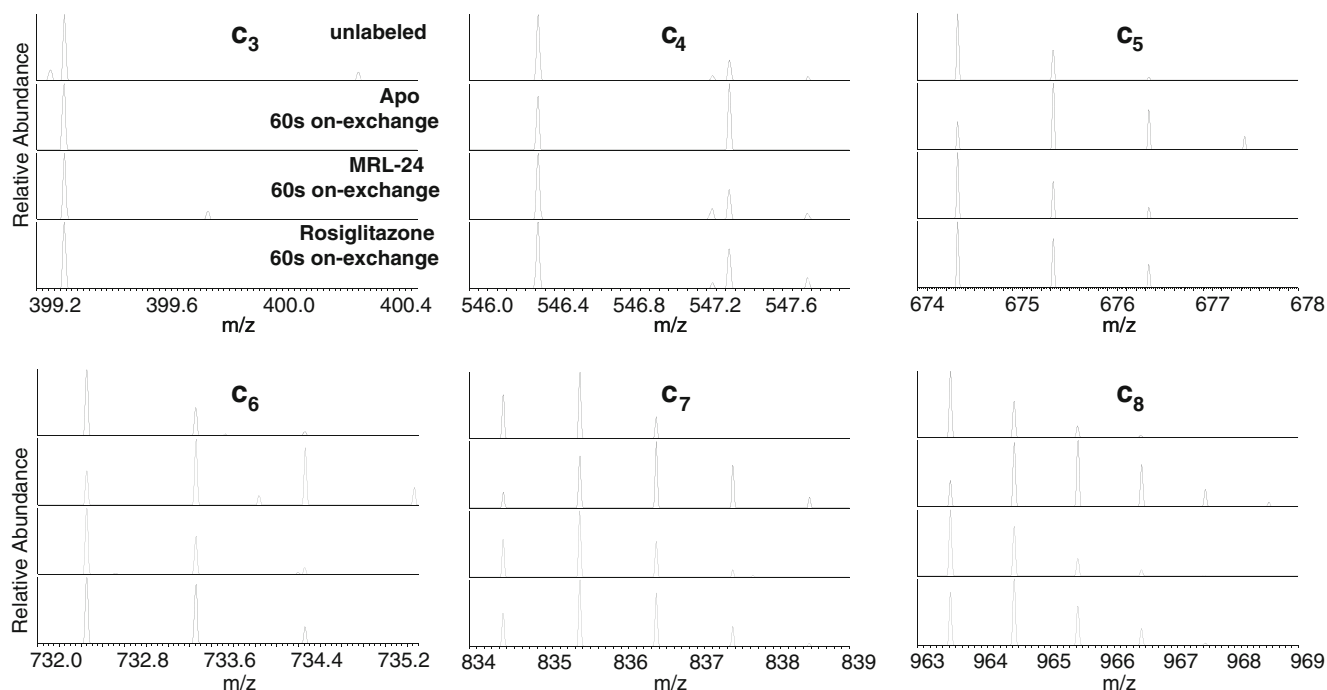 c3
unlabeled
Apo
60s on-exchange
MRL-24
60s on-exchange
Rosiglitazone
60s on-exchange
Relative Abundance
399.2 399.6 400.0 400.4
m/z
c4
546.0 546.4 546.8 547.2 547.6
m/z
c5
674 675 676 677 678
m/z
c6
Relative Abundance
732.0 732.8 733.6 734.4 735.2
m/z
c7
834 835 836 837 838 839
m/z
c8
963 964 965 966 967 968 969
m/z